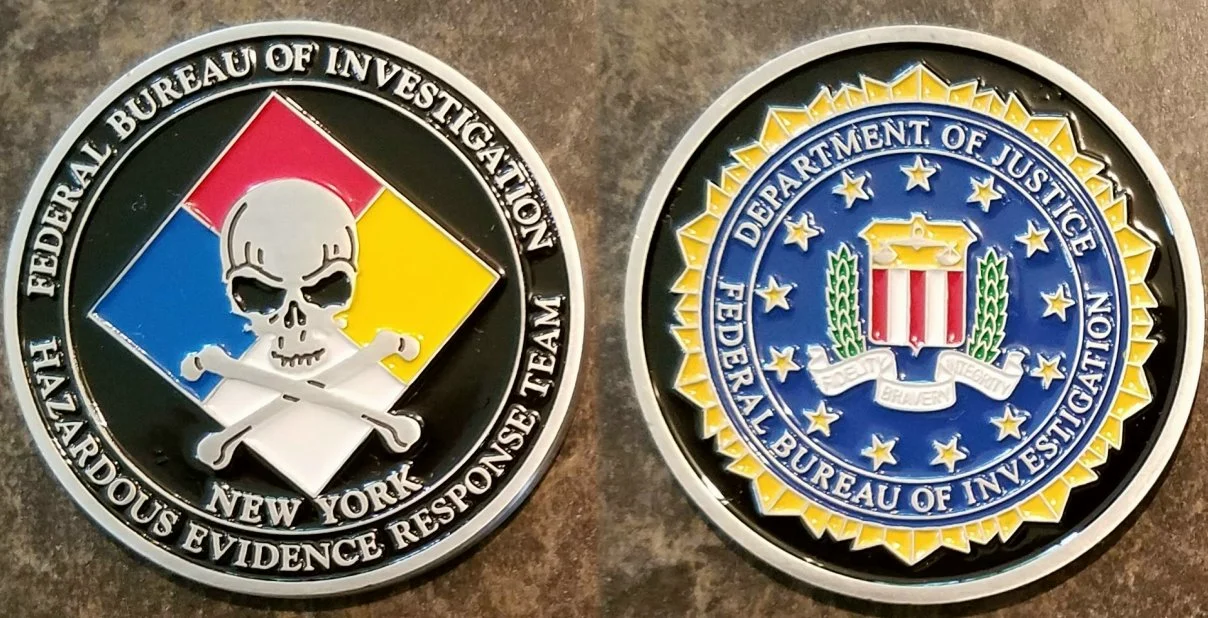 FEDERAL BUREAU OF INVESTIGATION
NEW YORK
HAZARDOUS EVIDENCE RESPONSE TEAM
DEPARTMENT OF JUSTICE
FIDELITY BRAVERY INTEGRITY
FEDERAL BUREAU OF INVESTIGATION